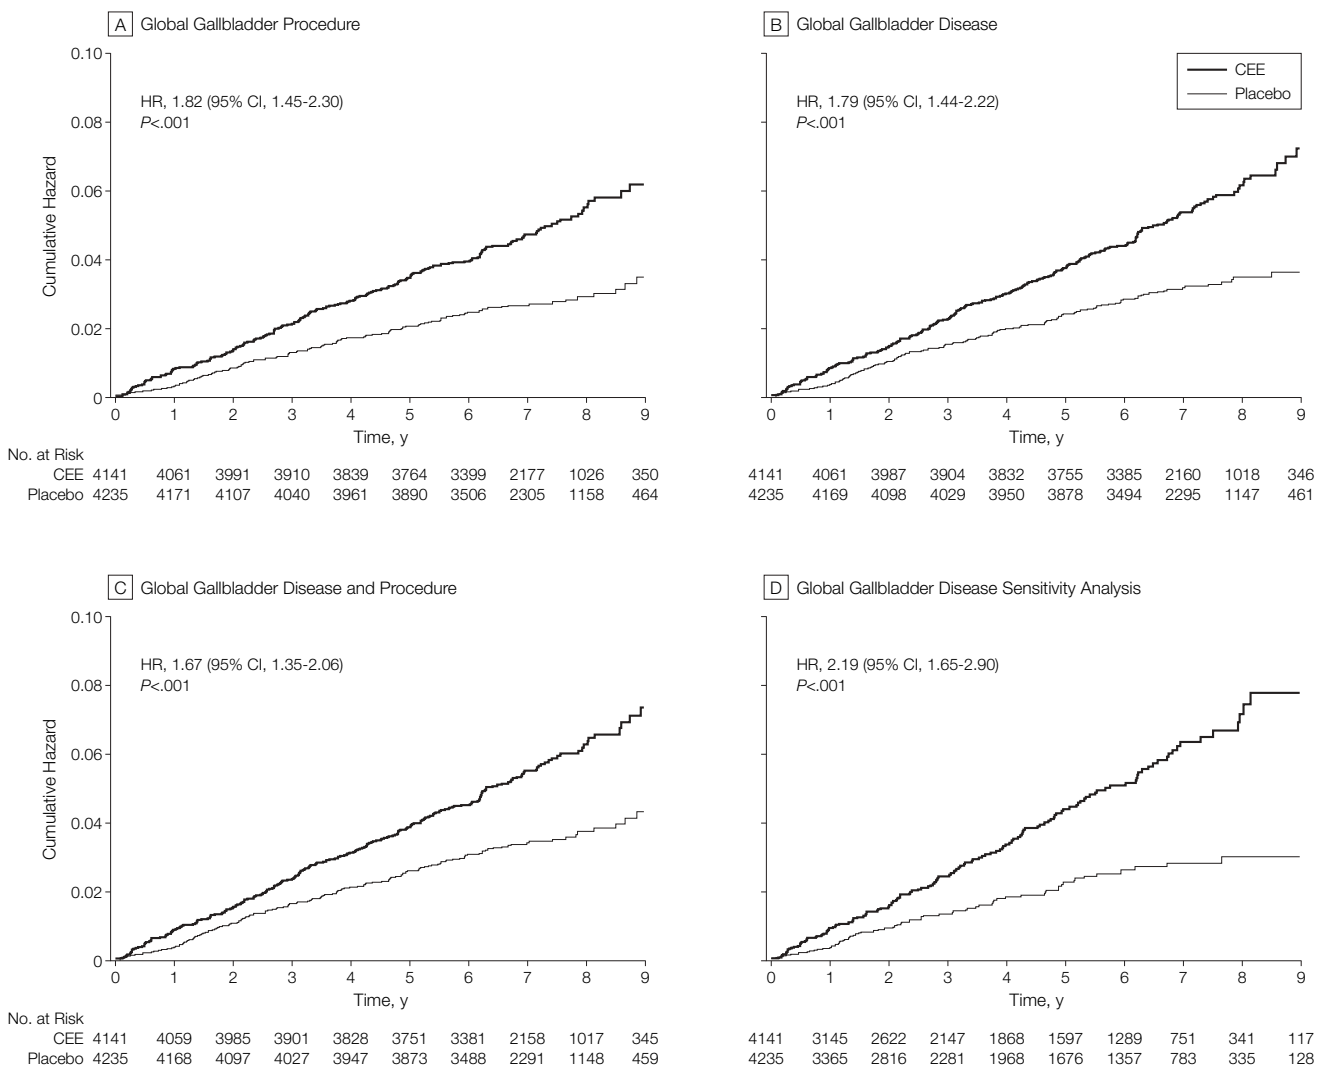 A Global Gallbladder Procedure
0.10
0.08
0.06
0.04
0.02
0
Cumulative Hazard
HR, 1.82 (95% CI, 1.45-2.30)
P<.001
0 1 2 3 4 5 6 7 8 9
Time, y
No. at Risk
CEE 4141 4061 3991 3910 3839 3764 3399 2177 1026 350
Placebo 4235 4171 4107 4040 3961 3890 3506 2305 1158 464
B Global Gallbladder Disease
CEE
Placebo
HR, 1.79 (95% CI, 1.44-2.22)
P<.001
0 1 2 3 4 5 6 7 8 9
Time, y
4141 4061 3987 3904 3832 3755 3385 2160 1018 346
4235 4169 4098 4029 3950 3878 3494 2295 1147 461
C Global Gallbladder Disease and Procedure
0.10
0.08
0.06
0.04
0.02
0
Cumulative Hazard
HR, 1.67 (95% CI, 1.35-2.06)
P<.001
0 1 2 3 4 5 6 7 8 9
Time, y
No. at Risk
CEE 4141 4059 3985 3901 3828 3751 3381 2158 1017 345
Placebo 4235 4168 4097 4027 3947 3873 3488 2291 1148 459
D Global Gallbladder Disease Sensitivity Analysis
HR, 2.19 (95% CI, 1.65-2.90)
P<.001
0 1 2 3 4 5 6 7 8 9
Time, y
4141 3145 2622 2147 1868 1597 1289 751 341 117
4235 3365 2816 2281 1968 1676 1357 783 335 128